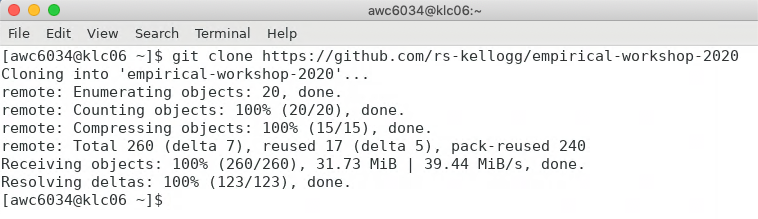 awc6034@klc06:~
File Edit View Search Terminal Help
[awc6034@klc06 ~]$ git clone https://github.com/rs-kellogg/empirical-workshop-2020
Cloning into 'empirical-workshop-2020'...
remote: Enumerating objects: 20, done.
remote: Counting objects: 100% (20/20), done.
remote: Compressing objects: 100% (15/15), done.
remote: Total 260 (delta 7), reused 17 (delta 5), pack-reused 240
Receiving objects: 100% (260/260), 31.73 MiB | 39.44 MiB/s, done.
Resolving deltas: 100% (123/123), done.
[awc6034@klc06 ~]$